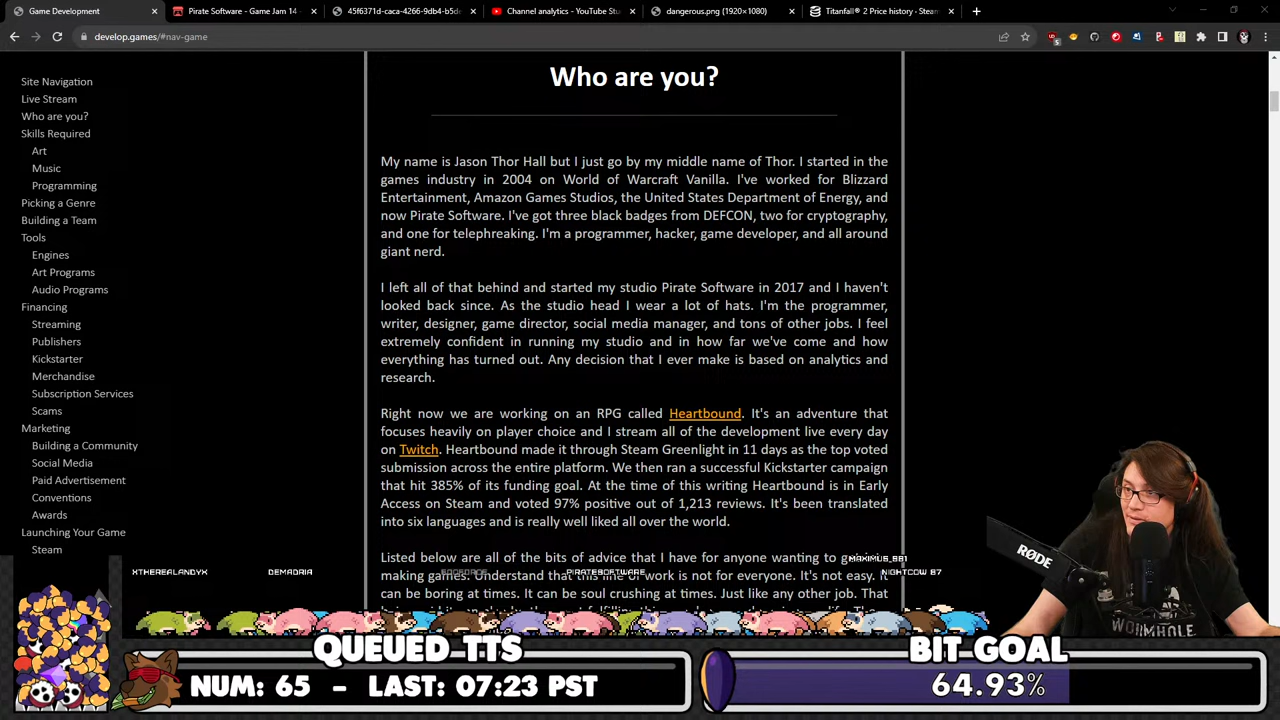 Game Development
Pirate Software - Game Jam 14 -
45f6371d-caca-4266-9db4-b5de
Channel analytics - YouTube Stu
dangerous.png (1920×1080)
Titanfall® 2 Price history · Steam
develop.games/#nav-game
Site Navigation
Live Stream
Who are you?
Skills Required
Art
Music
Programming
Picking a Genre
Building a Team
Tools
Engines
Art Programs
Audio Programs
Financing
Streaming
Publishers
Kickstarter
Merchandise
Subscription Services
Scams
Marketing
Building a Community
Social Media
Paid Advertisement
Conventions
Awards
Launching Your Game
Steam
Who are you?
My name is Jason Thor Hall but I just go by my middle name of Thor. I started in the
games industry in 2004 on World of Warcraft Vanilla. I've worked for Blizzard
Entertainment, Amazon Games Studios, the United States Department of Energy, and
now Pirate Software. I've got three black badges from DEFCON, two for cryptography,
and one for telephreaking. I'm a programmer, hacker, game developer, and all around
giant nerd.
I left all of that behind and started my studio Pirate Software in 2017 and I haven't
looked back since. As the studio head I wear a lot of hats. I'm the programmer,
writer, designer, game director, social media manager, and tons of other jobs. I feel
extremely confident in running my studio and in how far we've come and how
everything has turned out. Any decision that I ever make is based on analytics and
research.
Right now we are working on an RPG called Heartbound. It's an adventure that
focuses heavily on player choice and I stream all of the development live every day
on Twitch. Heartbound made it through Steam Greenlight in 11 days as the top voted
submission across the entire platform. We then ran a successful Kickstarter campaign
that hit 385% of its funding goal. At the time of this writing Heartbound is in Early
Access on Steam and voted 97% positive out of 1,213 reviews. It's been translated
into six languages and is really well liked all over the world.
Listed below are all of the bits of advice that I have for anyone wanting to
making games. Understand that this line of work is not for everyone. It's not easy. It
can be boring at times. It can be soul crushing at times. Just like any other job. That
XTHEREALANDYX
DEMADRIA
PIRATESOFTWARE
NIGHTCOW 87
RØDE
WORMHOLE
QUEUED TTS
NUM: 65 - LAST: 07:23 PST
BIT GOAL
64.93%